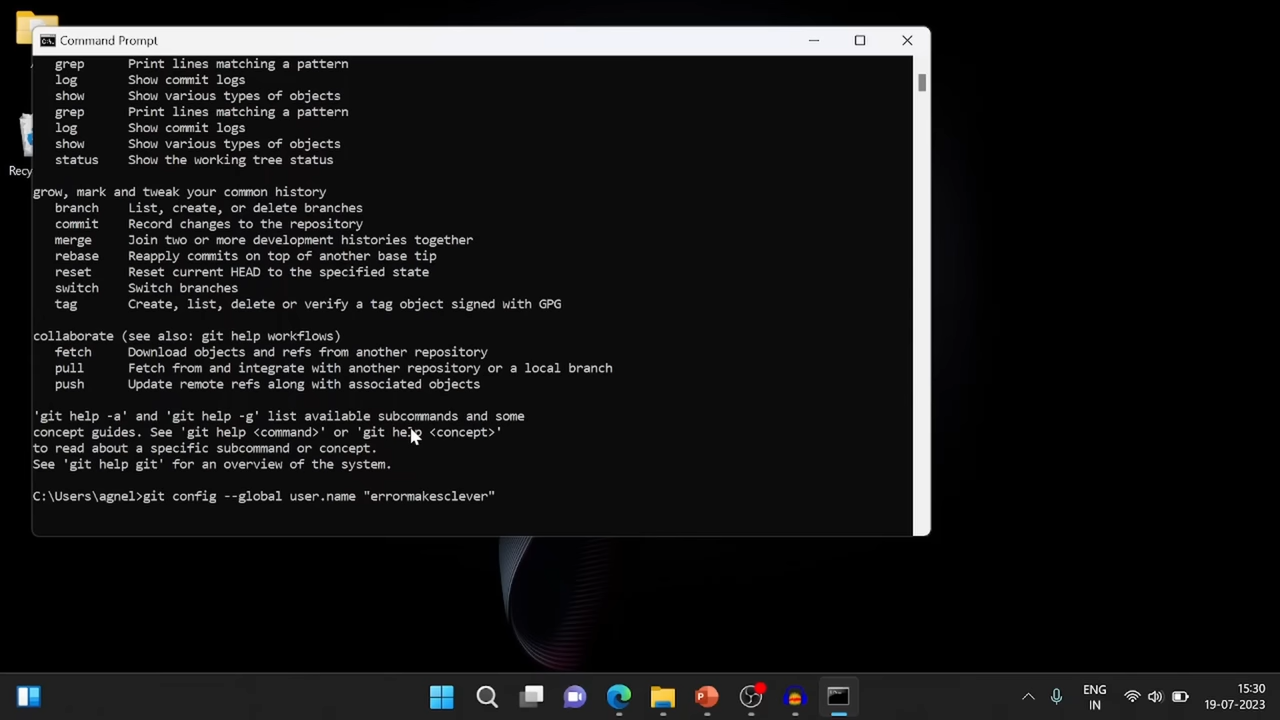 Command Prompt
grep Print lines matching a pattern
log Show commit logs
show Show various types of objects
grep Print lines matching a pattern
log Show commit logs
show Show various types of objects
status Show the working tree status
grow, mark and tweak your common history
branch List, create, or delete branches
commit Record changes to the repository
merge Join two or more development histories together
rebase Reapply commits on top of another base tip
reset Reset current HEAD to the specified state
switch Switch branches
tag Create, list, delete or verify a tag object signed with GPG
collaborate (see also: git help workflows)
fetch Download objects and refs from another repository
pull Fetch from and integrate with another repository or a local branch
push Update remote refs along with associated objects
'git help -a' and 'git help -g' list available subcommands and some
concept guides. See 'git help <command>' or 'git help <concept>'
to read about a specific subcommand or concept.
See 'git help git' for an overview of the system.
C:\Users\agnel>git config --global user.name "errormakesclever"
Recy
ENG
IN
15:30
19-07-2023